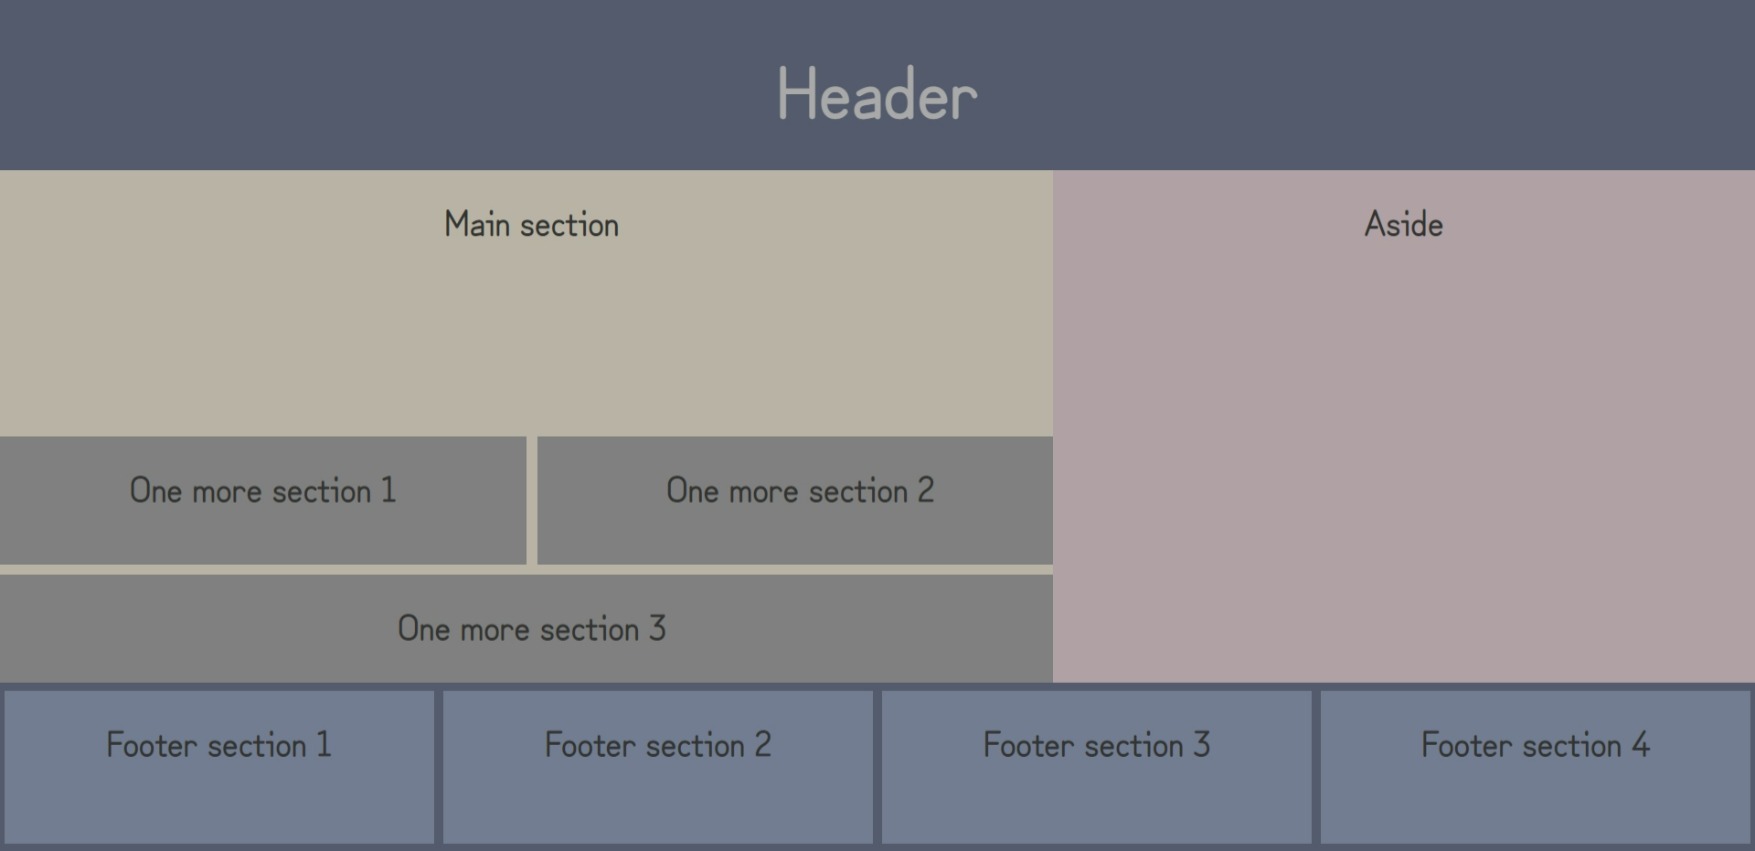 Header
Main section
Aside
One more section 1
One more section 2
One more section 3
Footer section 1
Footer section 2
Footer section 3
Footer section 4